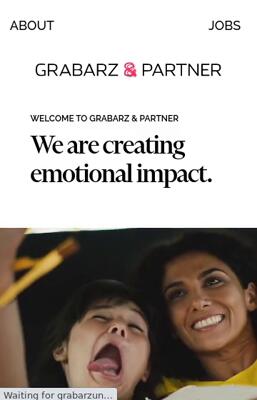 ABOUT JOBS
GRABARZ & PARTNER
WELCOME TO GRABARZ & PARTNER
We are creating
emotional impact.
Waiting for grabarzun...